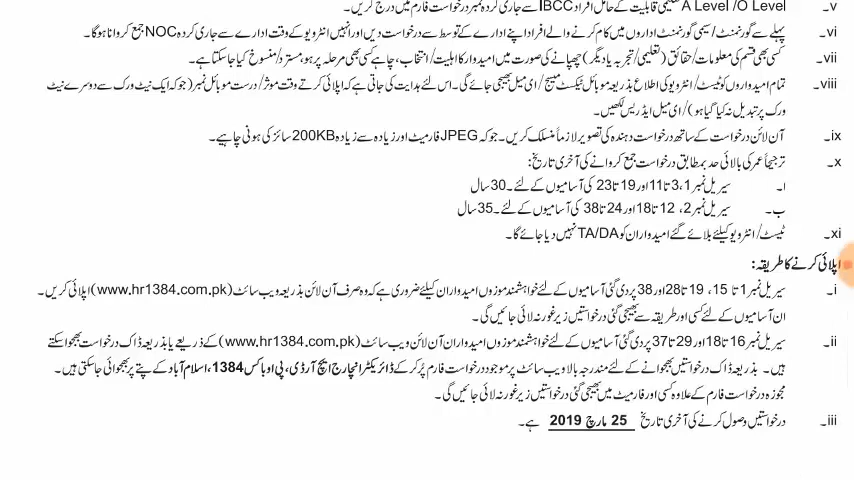 v۔ A Level /O Level تعلیمی قابلیت کے حامل افراد IBCC سے جاری کردہ نمبر درخواست فارم میں درج کریں۔
vi۔ پہلے سے گورنمنٹ/سیمی گورنمنٹ اداروں میں کام کرنے والے افراد اپنے ادارے کے توسط سے درخواست دیں اور انہیں انٹرویو کے وقت ادارے سے جاری کردہ NOC جمع کروانا ہوگا۔
vii۔ کسی بھی قسم کی معلومات/حقائق (تعلیمی/تجربہ یا دیگر) چھپانے کی صورت میں امیدوار کا اہلیت/انتخاب، چاہے کسی بھی مرحلہ پر ہو، مسترد/منسوخ کیا جاسکتا ہے۔
viii۔ تمام امیدواروں کو ٹیسٹ/انٹرویو کی اطلاع بذریعہ موبائل ٹیکسٹ میسج/ای میل بھیجی جائے گی۔ اس لئے ہدایت کی جاتی ہے کہ اپلائی کرتے وقت موثر/درست موبائل نمبر (جو کہ ایک نیٹ ورک سے دوسرے نیٹ
ورک پر تبدیل نہ کیا گیا ہو)/ای میل ایڈریس لکھیں۔
ix۔ آن لائن درخواست کے ساتھ درخواست دہندہ کی تصویر لازماً منسلک کریں۔ جو کہ JPEG فارمیٹ اور زیادہ سے زیادہ 200KB سائز کی ہونی چاہیے۔
x۔ ترجیحاً عمر کی بالائی حد بمطابق درخواست جمع کروانے کی آخری تاریخ:
ا۔ سیریل نمبر 1، 3 تا 11 اور 19 تا 23 کی آسامیوں کے لئے۔ 30 سال
ب۔ سیریل نمبر 2، 12 تا 18 اور 24 تا 38 کی آسامیوں کے لئے۔ 35 سال
xi۔ ٹیسٹ/انٹرویو کیلئے بلائے گئے امیدواران کو TA/DA نہیں دیا جائے گا۔
اپلائی کرنے کا طریقہ:
i۔ سیریل نمبر 1 تا 15، 19 تا 28 اور 38 پر دی گئی آسامیوں کے لئے خواہشمند موزوں امیدواران کیلئے ضروری ہے کہ وہ صرف آن لائن بذریعہ ویب سائٹ (www.hr1384.com.pk) اپلائی کریں۔
ان آسامیوں کے لئے کسی اور طریقہ سے بھیجی گئی درخواستیں زیر غور نہ لائی جائیں گی۔
ii۔ سیریل نمبر 16 تا 18 اور 29 تا 37 پر دی گئی آسامیوں کے لئے خواہشمند موزوں امیدواران آن لائن ویب سائٹ (www.hr1384.com.pk) کے ذریعے یا بذریعہ ڈاک درخواست بھجوا سکتے
ہیں۔ بذریعہ ڈاک درخواستیں بھجوانے کے لئے مندرجہ بالا ویب سائٹ پر موجود درخواست فارم پُر کر کے ڈائریکٹر انچارج ایچ آر ڈی، پی او باکس 1384، اسلام آباد کے پتے پر بھجوائی جاسکتی ہیں۔
مجوزہ درخواست فارم کے علاوہ کسی اور فارمیٹ میں بھیجی گئی درخواستیں زیر غور نہ لائی جائیں گی۔
iii۔ درخواستیں وصول کرنے کی آخری تاریخ 25 مارچ 2019 ہے۔